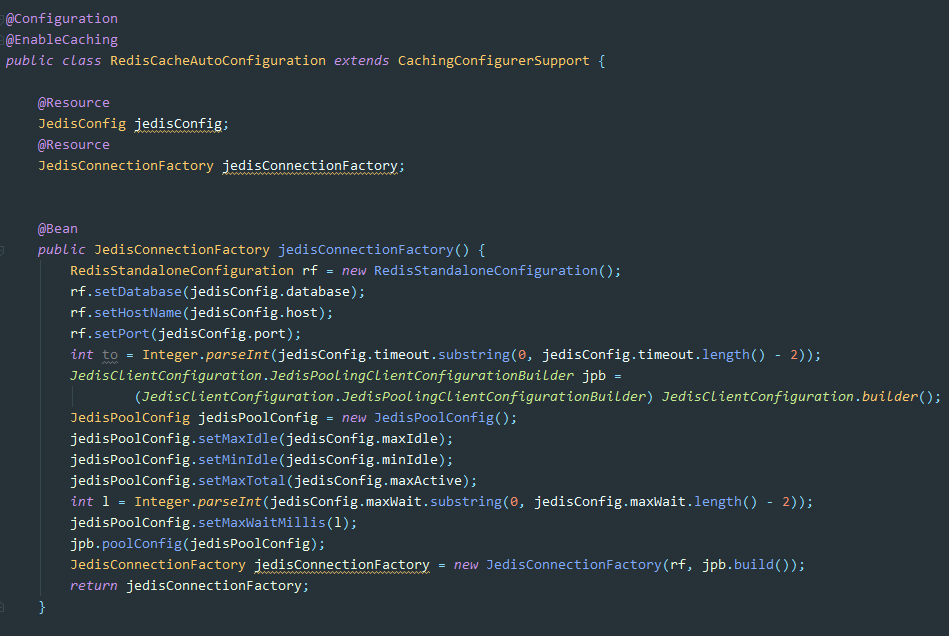 @Configuration
@EnableCaching
public class RedisCacheAutoConfiguration extends CachingConfigurerSupport {
@Resource
JedisConfig jedisConfig;
@Resource
JedisConnectionFactory jedisConnectionFactory;
@Bean
public JedisConnectionFactory jedisConnectionFactory() {
RedisStandaloneConfiguration rf = new RedisStandaloneConfiguration();
rf.setDatabase(jedisConfig.database);
rf.setHostName(jedisConfig.host);
rf.setPort(jedisConfig.port);
int to = Integer.parseInt(jedisConfig.timeout.substring(0, jedisConfig.timeout.length() - 2));
JedisClientConfiguration.JedisPoolingClientConfigurationBuilder jpb =
(JedisClientConfiguration.JedisPoolingClientConfigurationBuilder) JedisClientConfiguration.builder();
JedisPoolConfig jedisPoolConfig = new JedisPoolConfig();
jedisPoolConfig.setMaxIdle(jedisConfig.maxIdle);
jedisPoolConfig.setMinIdle(jedisConfig.minIdle);
jedisPoolConfig.setMaxTotal(jedisConfig.maxActive);
int l = Integer.parseInt(jedisConfig.maxWait.substring(0, jedisConfig.maxWait.length() - 2));
jedisPoolConfig.setMaxWaitMillis(l);
jpb.poolConfig(jedisPoolConfig);
JedisConnectionFactory jedisConnectionFactory = new JedisConnectionFactory(rf, jpb.build());
return jedisConnectionFactory;
}